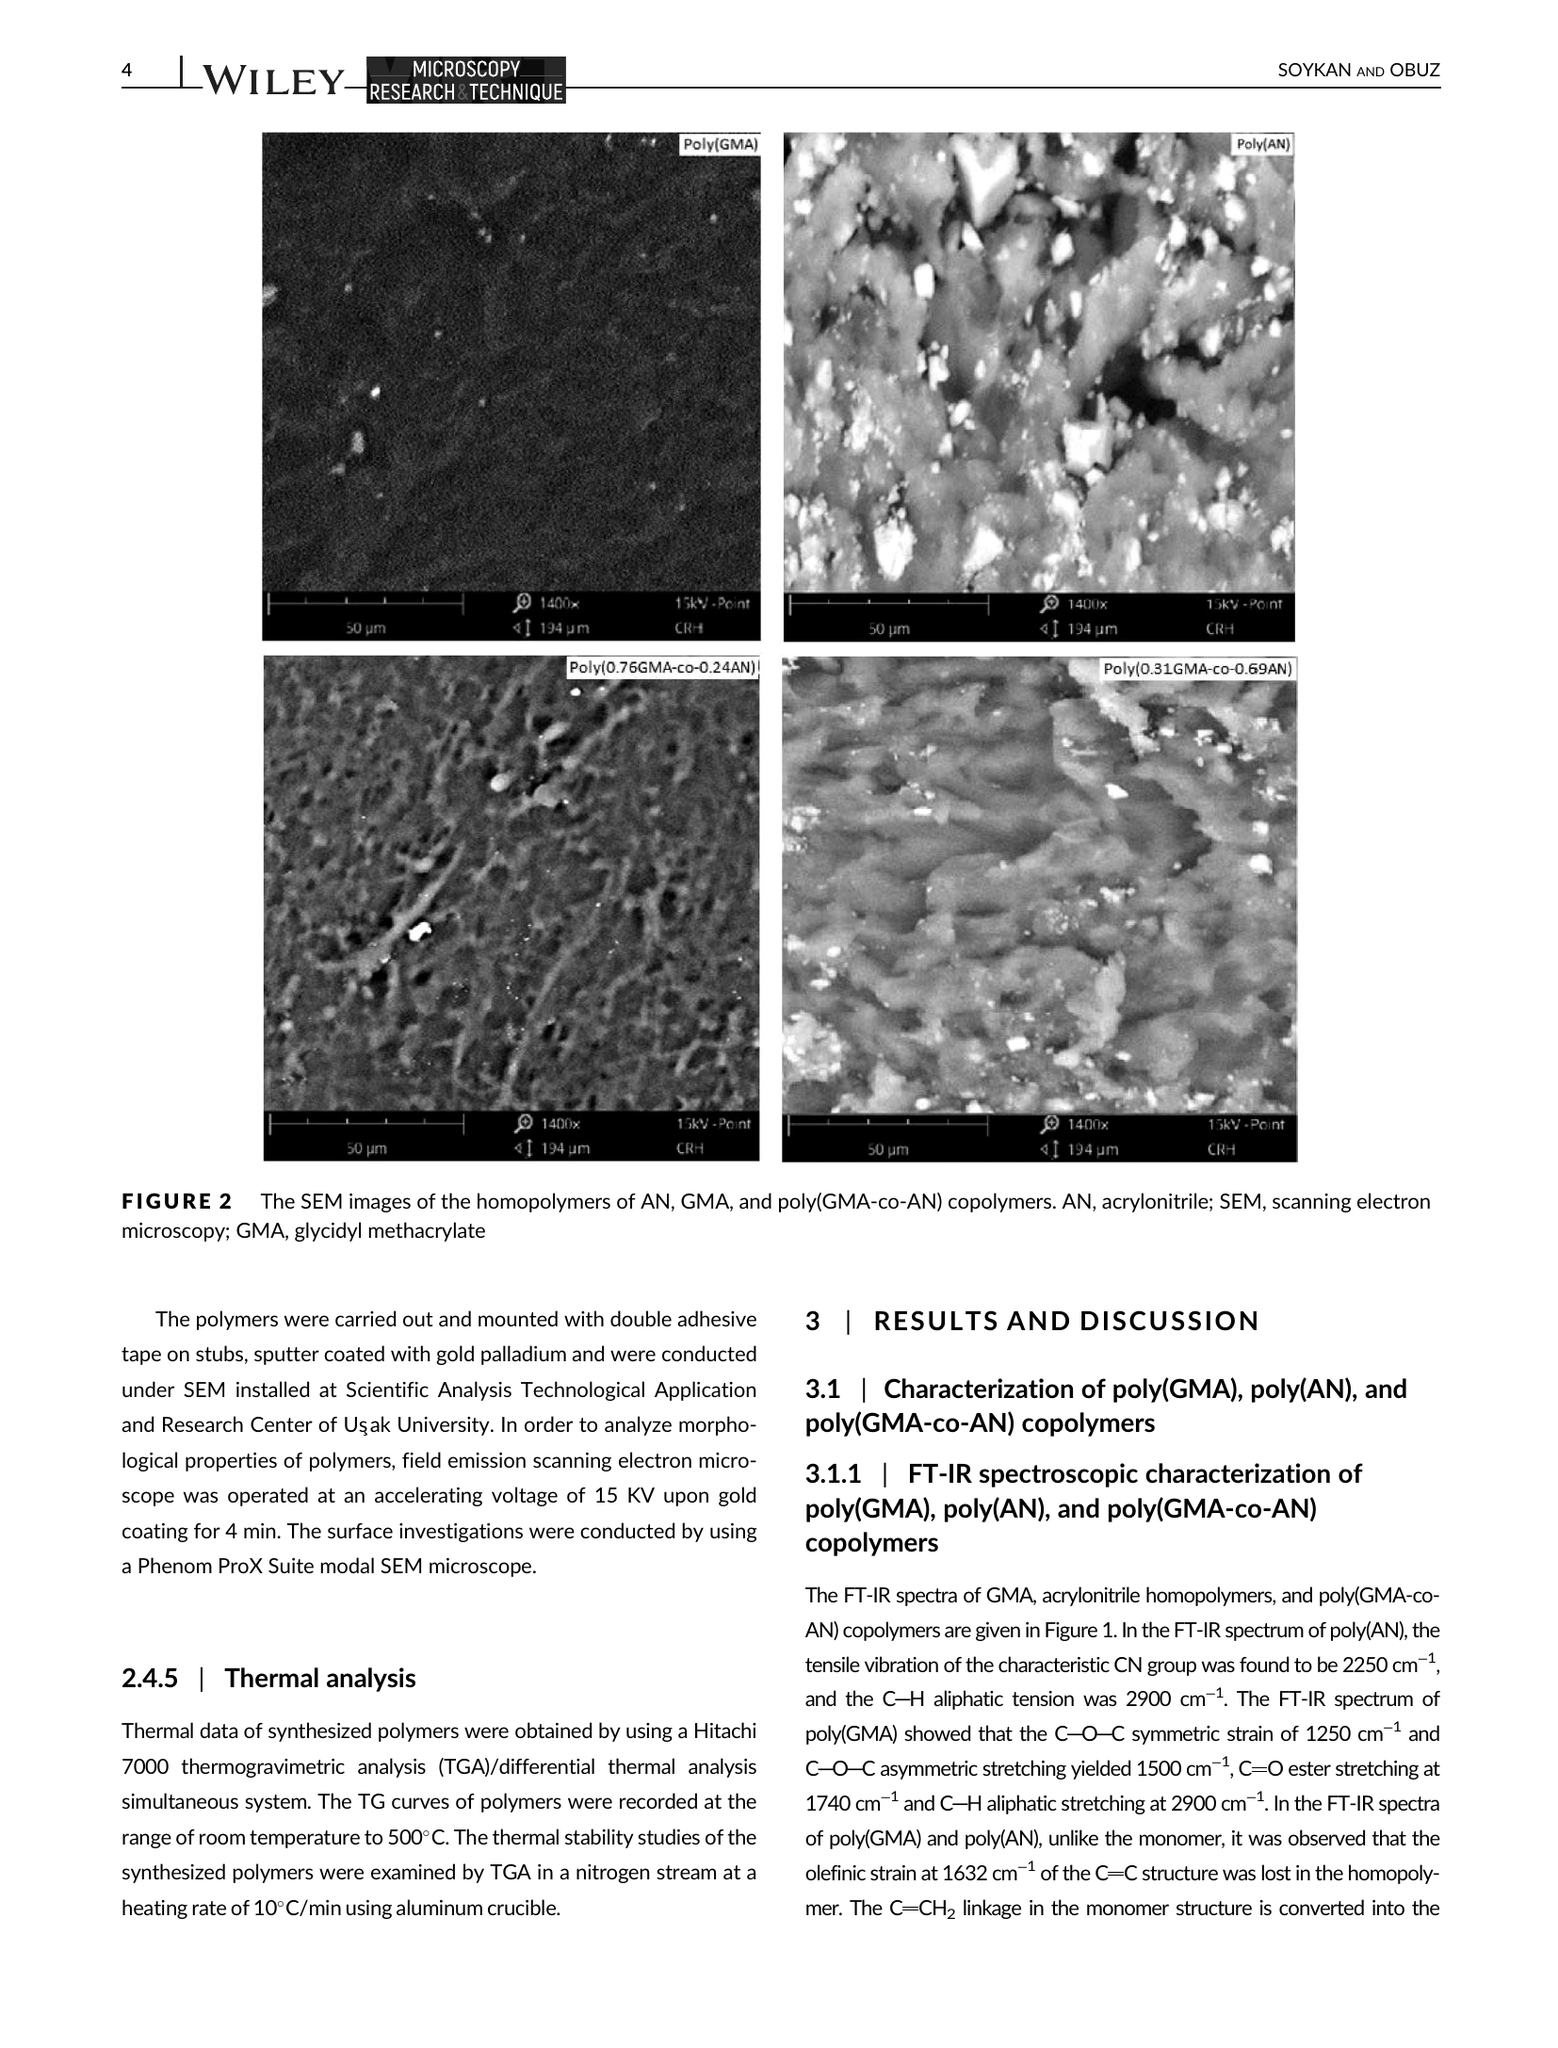 4
WILEY
MICROSCOPY
RESEARCH & TECHNIQUE
SOYKAN AND OBUZ
Poly(GMA)
1400x
15kV - Point
50 µm
194 µm
CRH
Poly(AN)
1400x
15kV - Point
50 µm
194 µm
CRH
Poly(0.76GMA-co-0.24AN)
1400x
15kV - Point
50 µm
194 µm
CRH
Poly(0.31GMA-co-0.69AN)
1400x
15kV - Point
50 µm
194 µm
CRH
FIGURE 2 The SEM images of the homopolymers of AN, GMA, and poly(GMA-co-AN) copolymers. AN, acrylonitrile; SEM, scanning electron
microscopy; GMA, glycidyl methacrylate
The polymers were carried out and mounted with double adhesive
tape on stubs, sputter coated with gold palladium and were conducted
under SEM installed at Scientific Analysis Technological Application
and Research Center of Uşak University. In order to analyze morpho-
logical properties of polymers, field emission scanning electron micro-
scope was operated at an accelerating voltage of 15 KV upon gold
coating for 4 min. The surface investigations were conducted by using
a Phenom ProX Suite modal SEM microscope.
2.4.5 | Thermal analysis
Thermal data of synthesized polymers were obtained by using a Hitachi
7000 thermogravimetric analysis (TGA)/differential thermal analysis
simultaneous system. The TG curves of polymers were recorded at the
range of room temperature to 500°C. The thermal stability studies of the
synthesized polymers were examined by TGA in a nitrogen stream at a
heating rate of 10°C/min using aluminum crucible.
3 | RESULTS AND DISCUSSION
3.1 | Characterization of poly(GMA), poly(AN), and
poly(GMA-co-AN) copolymers
3.1.1 | FT-IR spectroscopic characterization of
poly(GMA), poly(AN), and poly(GMA-co-AN)
copolymers
The FT-IR spectra of GMA, acrylonitrile homopolymers, and poly(GMA-co-
AN) copolymers are given in Figure 1. In the FT-IR spectrum of poly(AN), the
tensile vibration of the characteristic CN group was found to be 2250 cm⁻¹,
and the C—H aliphatic tension was 2900 cm⁻¹. The FT-IR spectrum of
poly(GMA) showed that the C—O—C symmetric strain of 1250 cm⁻¹ and
C—O—C asymmetric stretching yielded 1500 cm⁻¹, C═O ester stretching at
1740 cm⁻¹ and C—H aliphatic stretching at 2900 cm⁻¹. In the FT-IR spectra
of poly(GMA) and poly(AN), unlike the monomer, it was observed that the
olefinic strain at 1632 cm⁻¹ of the C═C structure was lost in the homopoly-
mer. The C═CH₂ linkage in the monomer structure is converted into the